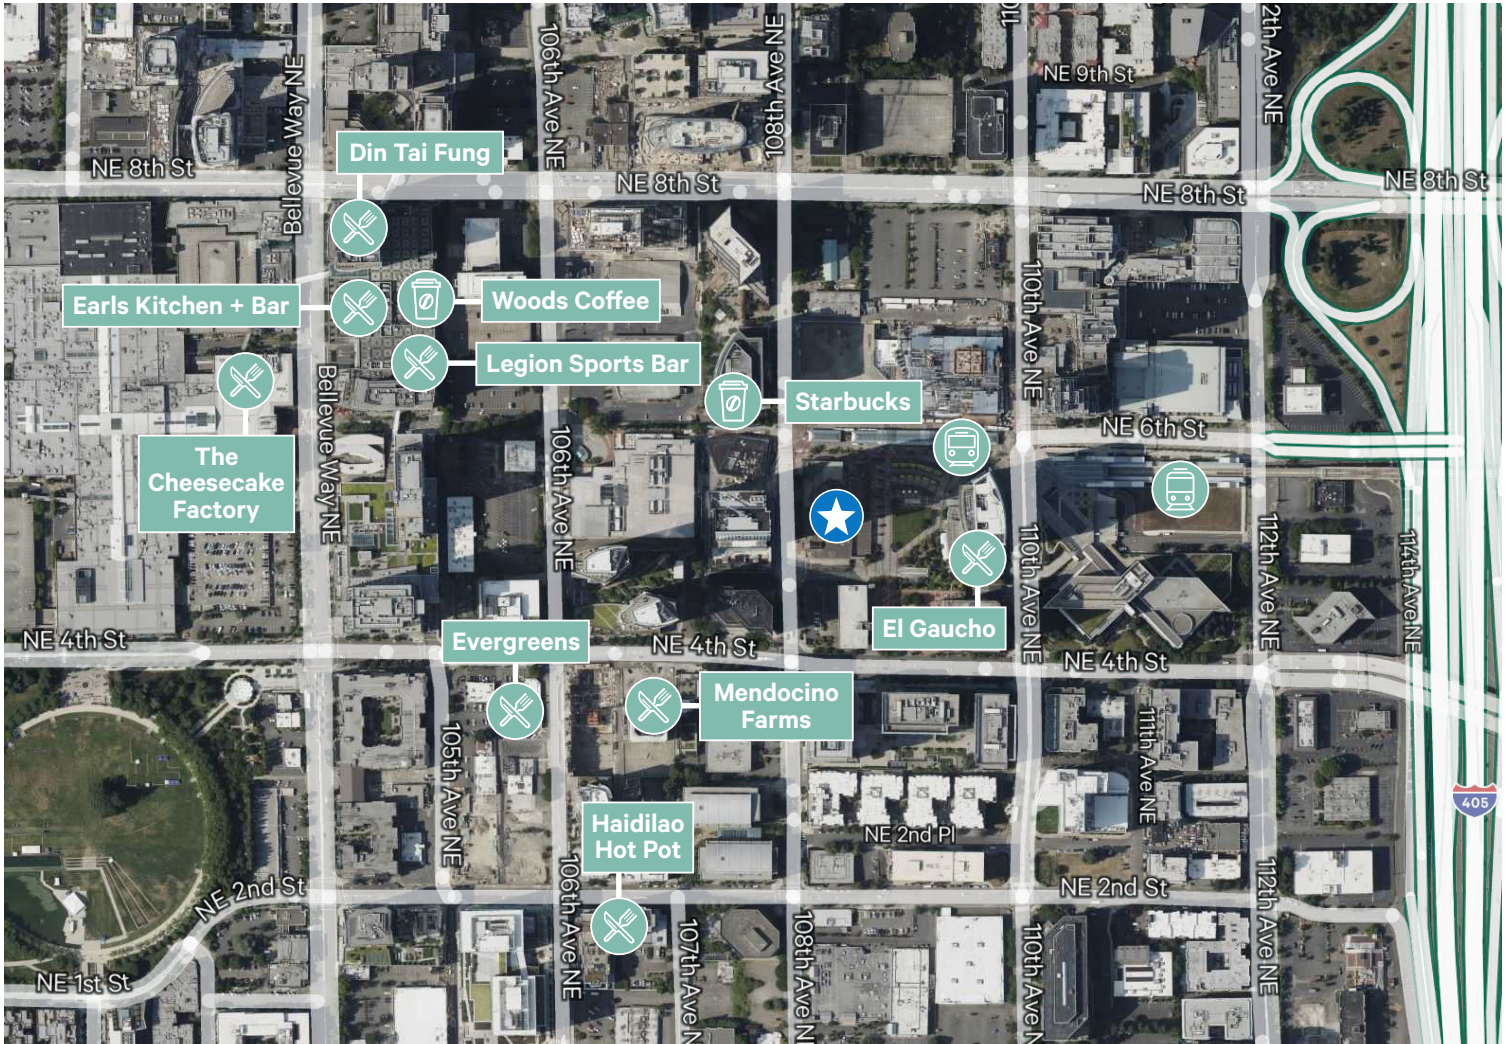 106th Ave NE
108th Ave NE
110
2th Ave NE
NE 9th St
Bellevue Way NE
Din Tai Fung
NE 8th St
NE 8th St
NE 8th St
NE 8th St
Earls Kitchen + Bar
Woods Coffee
110th Ave NE
Legion Sports Bar
Bellevue Way NE
Starbucks
NE 6th St
The
Cheesecake
Factory
106th Ave NE
110th Ave NE
112th Ave NE
114th Ave NE
El Gaucho
Evergreens
NE 4th St
NE 4th St
NE 4th St
Mendocino
Farms
105th Ave NE
111th Ave NE
405
Haidilao
Hot Pot
NE 2nd Pl
NE 2nd St
NE 2nd St
106th Ave NE
107th Ave N
108th Ave N
110th Ave N
112th Ave NE
NE 1st St